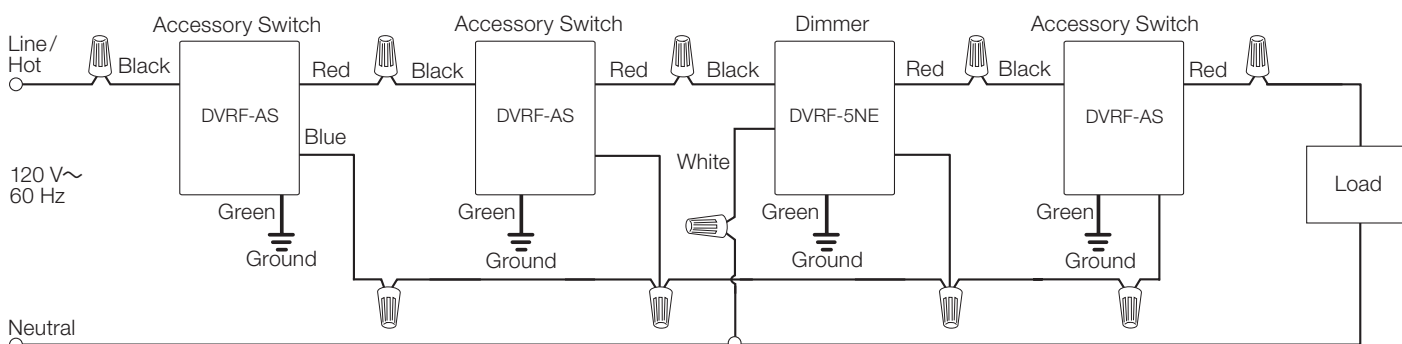 Accessory Switch
Accessory Switch
Dimmer
Accessory Switch
Line/
Hot
Black
Red
Black
Red
Black
Red
Black
Red
DVRF-AS
DVRF-AS
DVRF-5NE
DVRF-AS
Blue
White
120 V~
60 Hz
Load
Green
Green
Green
Green
Ground
Ground
Ground
Ground
Neutral